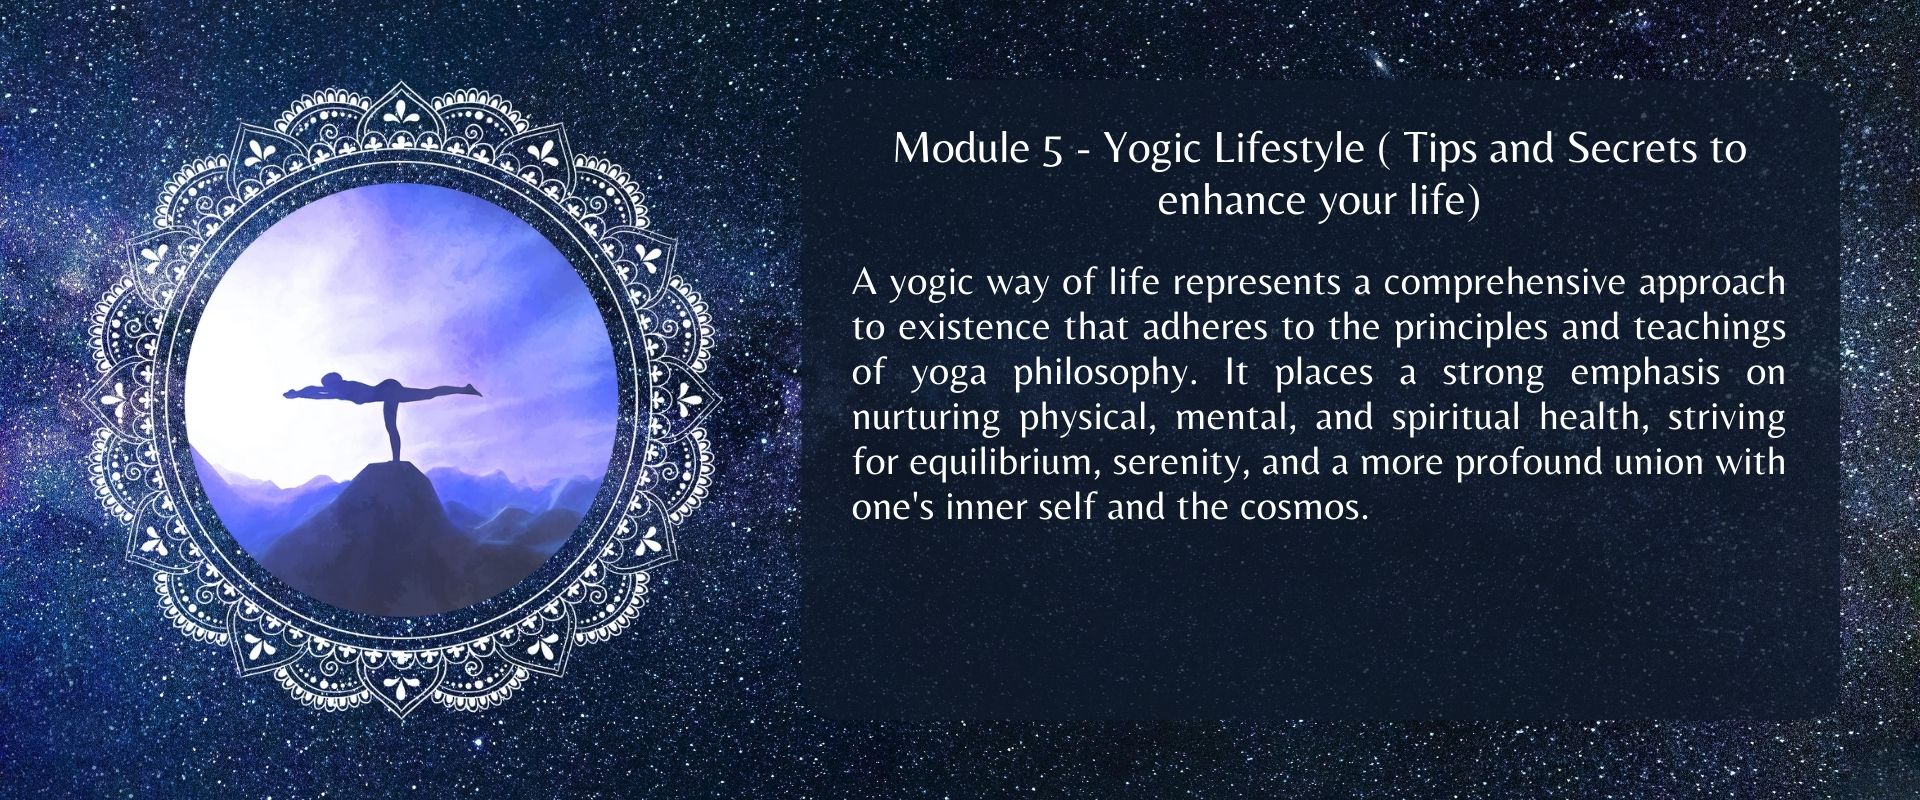 Module 5 - Yogic Lifestyle ( Tips and Secrets to
enhance your life)
A yogic way of life represents a comprehensive approach
to existence that adheres to the principles and teachings
of yoga philosophy. It places a strong emphasis on
nurturing physical, mental, and spiritual health, striving
for equilibrium, serenity, and a more profound union with
one's inner self and the cosmos.